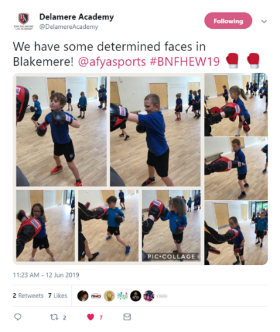 Delamere Academy
@DelamereAcademy
Following
We have some determined faces in
Blakemere! @afyasports #BNFHEW19
PIC•COLLAGE
11:23 AM - 12 Jun 2019
2 Retweets 7 Likes
2
7